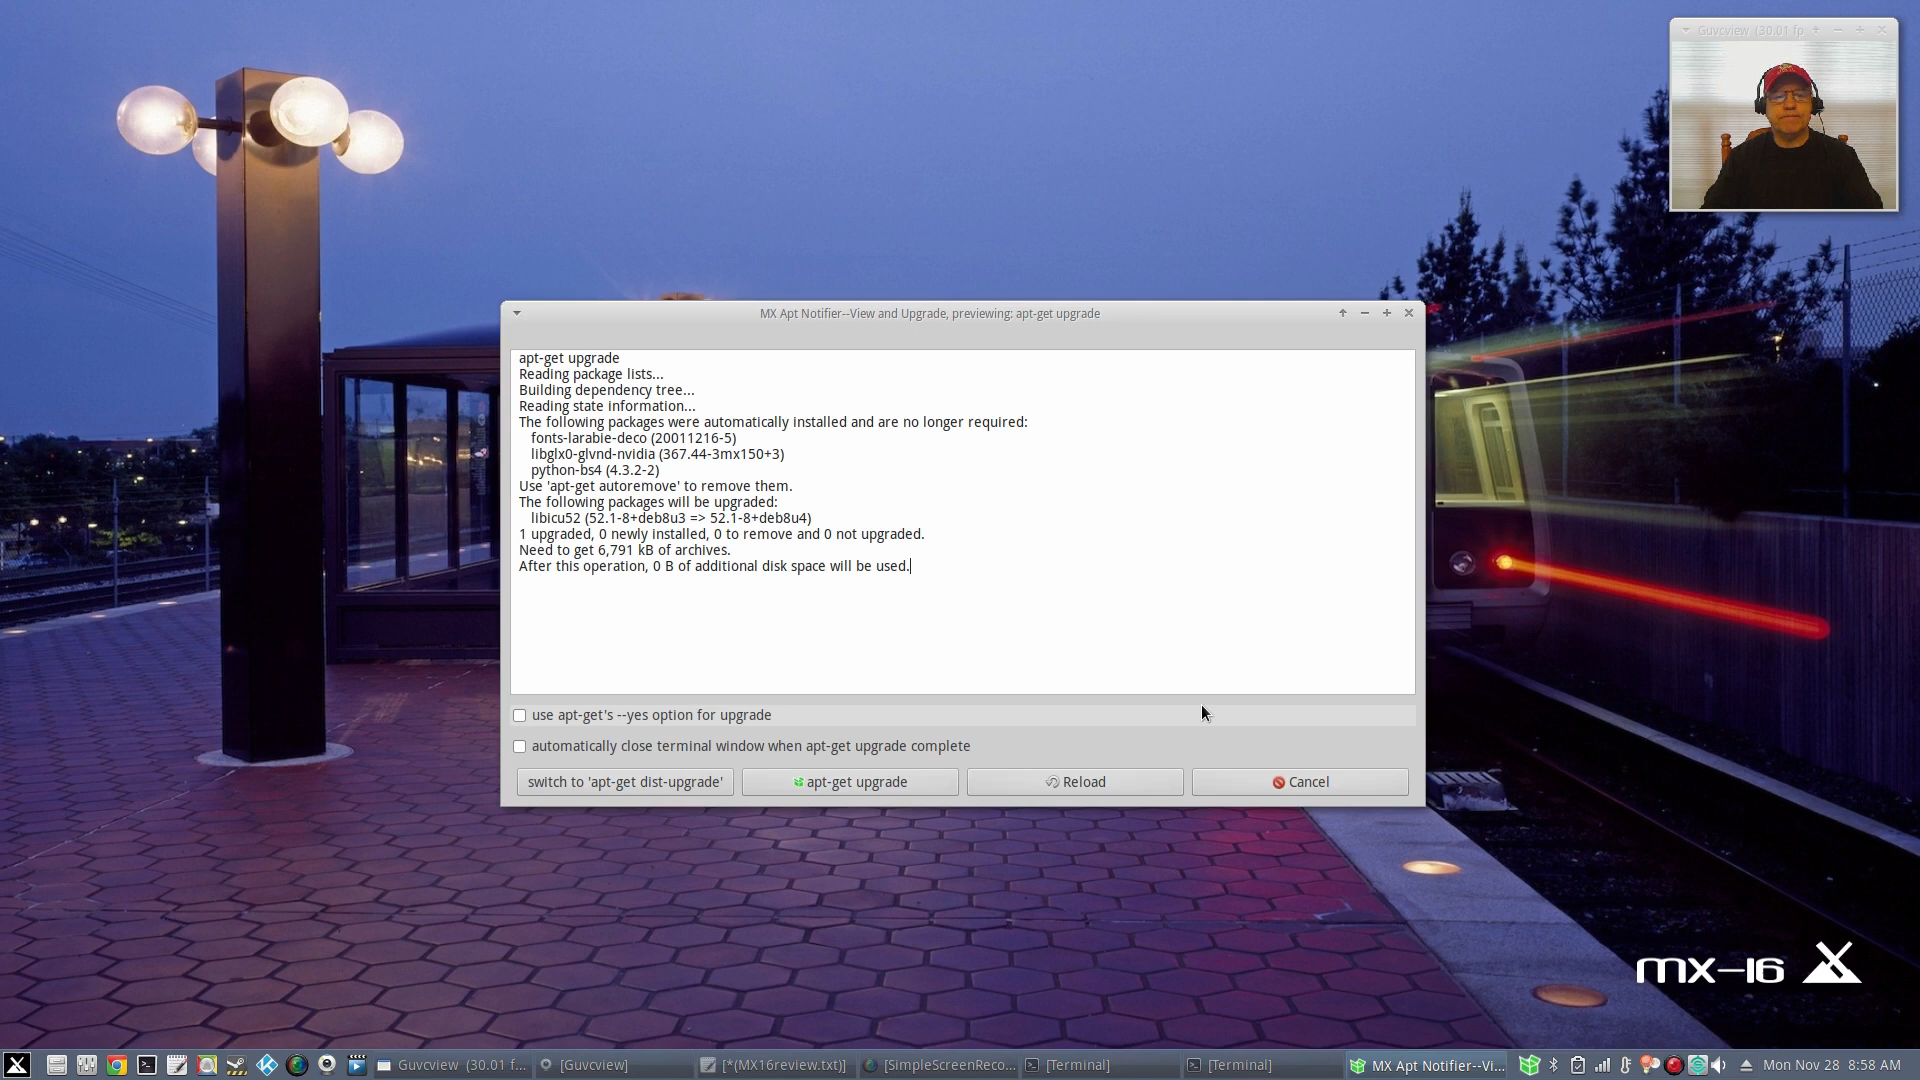 Guvcview (30.01 fp
MX Apt Notifier--View and Upgrade, previewing: apt-get upgrade
apt-get upgrade
Reading package lists...
Building dependency tree...
Reading state information...
The following packages were automatically installed and are no longer required:
fonts-larabie-deco (20011216-5)
libglx0-glvnd-nvidia (367.44-3mx150+3)
python-bs4 (4.3.2-2)
Use 'apt-get autoremove' to remove them.
The following packages will be upgraded:
libicu52 (52.1-8+deb8u3 => 52.1-8+deb8u4)
1 upgraded, 0 newly installed, 0 to remove and 0 not upgraded.
Need to get 6,791 kB of archives.
After this operation, 0 B of additional disk space will be used.
use apt-get's --yes option for upgrade
automatically close terminal window when apt-get upgrade complete
switch to 'apt-get dist-upgrade' apt-get upgrade Reload Cancel
mx-16
Guvcview (30.01 f... [Guvcview] [*(MX16review.txt)] [SimpleScreenReco... [Terminal] [Terminal] MX Apt Notifier--Vi... Mon Nov 28 8:58 AM